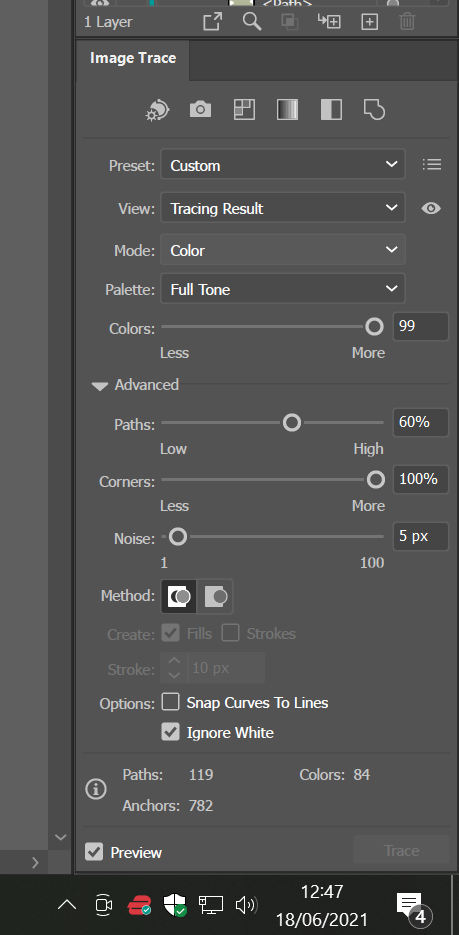 <Path>
1 Layer
Image Trace
Preset: Custom
View: Tracing Result
Mode: Color
Palette: Full Tone
Colors: 99
Less More
Advanced
Paths: 60%
Low High
Corners: 100%
Less More
Noise: 5 px
1 100
Method:
Create: Fills Strokes
Stroke: 10 px
Options: Snap Curves To Lines
Ignore White
Paths: 119 Colors: 84
Anchors: 782
Preview Trace
12:47
18/06/2021
4